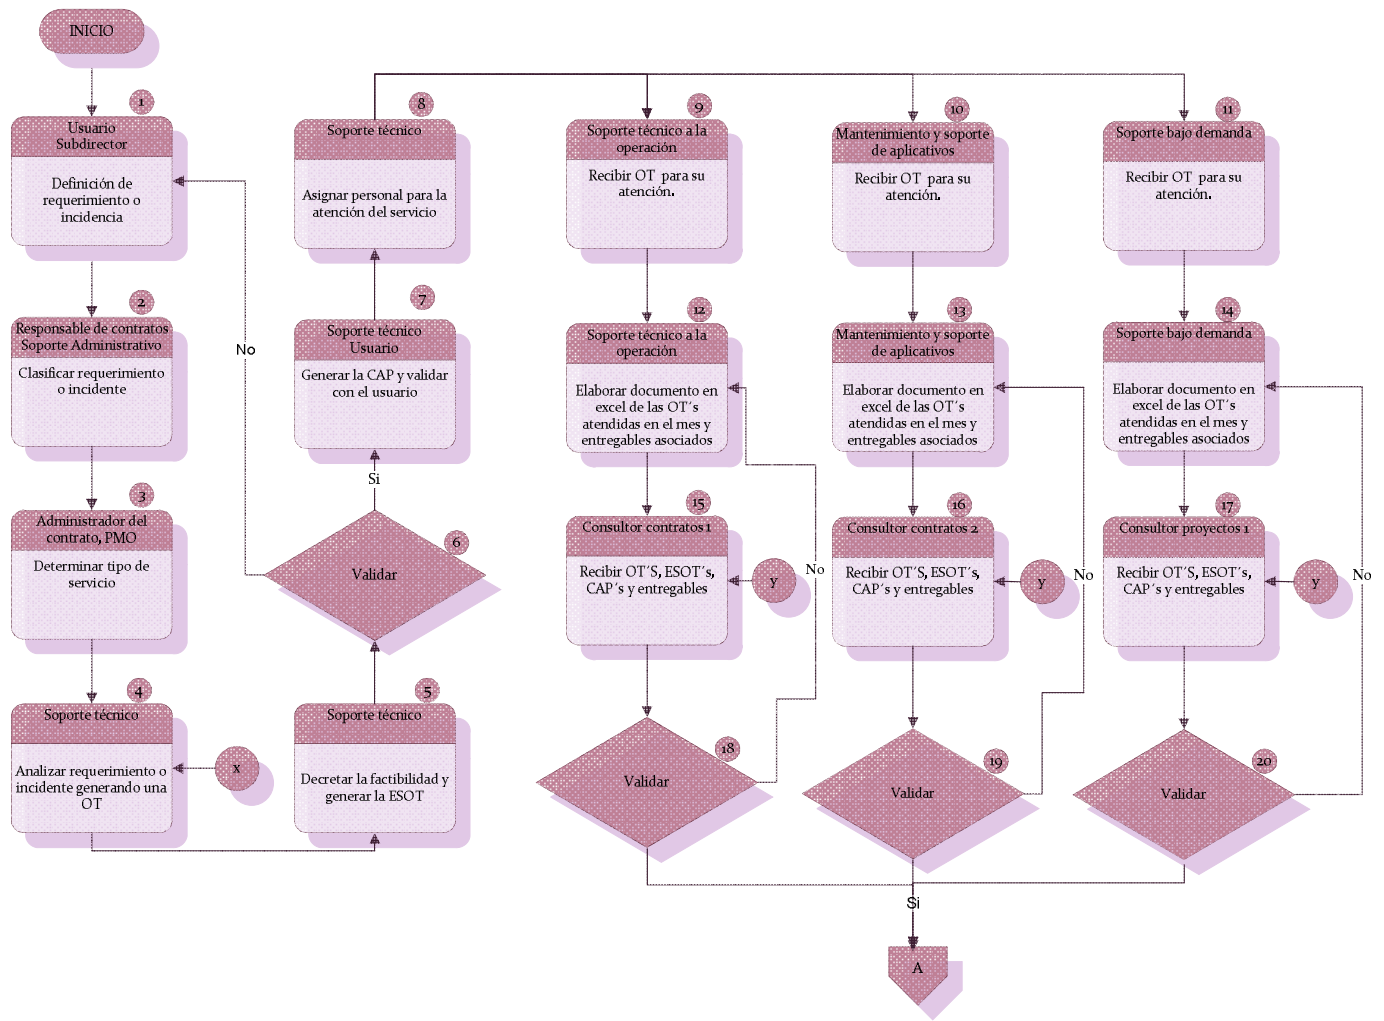 INICIO
1
Usuario
Subdirector
Definición de
requerimiento o
incidencia
2
Responsable de contratos
Soporte Administrativo
Clasificar requerimiento
o incidente
3
Administrador del
contrato, PMO
Determinar tipo de
servicio
4
Soporte técnico
Analizar requerimiento o
incidente generando una
OT
x
5
Soporte técnico
Decretar la factibilidad y
generar la ESOT
6
Validar
No
Si
7
Soporte técnico
Usuario
Generar la CAP y validar
con el usuario
8
Soporte técnico
Asignar personal para la
atención del servicio
9
Soporte técnico a la
operación
Recibir OT para su
atención.
10
Mantenimiento y soporte
de aplicativos
Recibir OT para su
atención.
11
Soporte bajo demanda
Recibir OT para su
atención.
12
Soporte técnico a la
operación
Elaborar documento en
excel de las OT´s
atendidas en el mes y
entregables asociados
13
Mantenimiento y soporte
de aplicativos
Elaborar documento en
excel de las OT´s
atendidas en el mes y
entregables asociados
14
Soporte bajo demanda
Elaborar documento en
excel de las OT´s
atendidas en el mes y
entregables asociados
15
Consultor contratos 1
Recibir OT´S, ESOT´s,
CAP´s y entregables
y
No
16
Consultor contratos 2
Recibir OT´S, ESOT´s,
CAP´s y entregables
y
No
17
Consultor proyectos 1
Recibir OT´S, ESOT´s,
CAP´s y entregables
y
No
18
Validar
19
Validar
20
Validar
Si
A